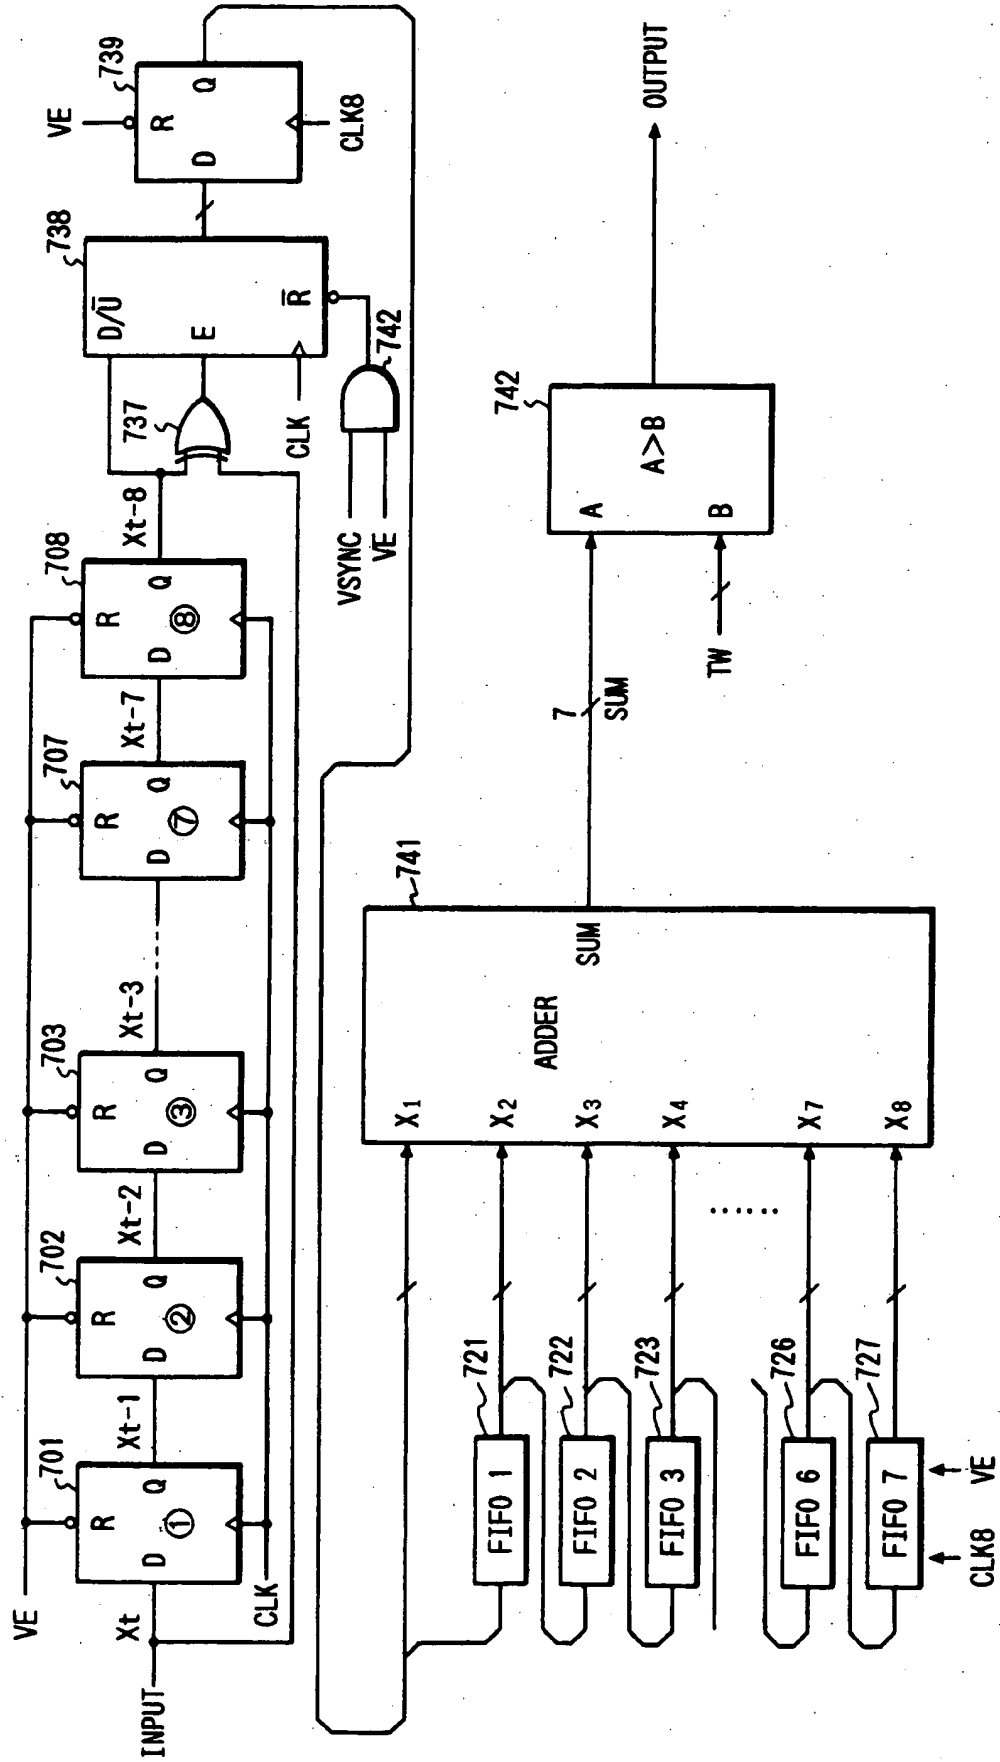 VE
INPUT
Xt
CLK
701
R
D
Q
①
Xt-1
702
R
D
Q
②
Xt-2
703
R
D
Q
③
Xt-3
707
R
D
Q
⑦
Xt-7
708
R
D
Q
⑧
Xt-8
737
738
D/U̅
E
R̅
CLK
VSYNC
VE
742
739
VE
R
D
Q
CLK8
741
ADDER
X1
X2
X3
X4
X7
X8
SUM
721
FIFO 1
722
FIFO 2
723
FIFO 3
726
FIFO 6
727
FIFO 7
CLK8
VE
7
SUM
TW
742
A
B
A>B
OUTPUT